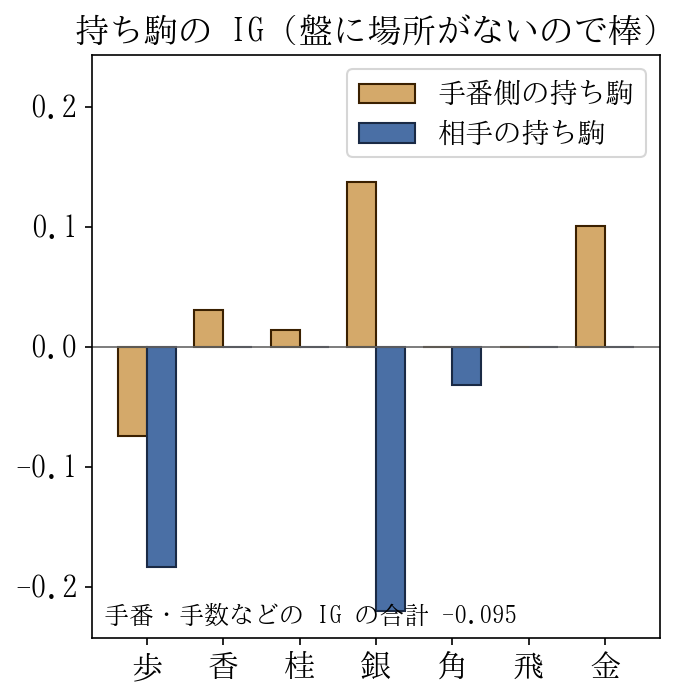 持ち駒の IG（盤に場所がないので棒）
手番側の持ち駒
相手の持ち駒
0.2
0.1
0.0
-0.1
-0.2
手番・手数などの IG の合計 -0.095
歩 香 桂 銀 角 飛 金